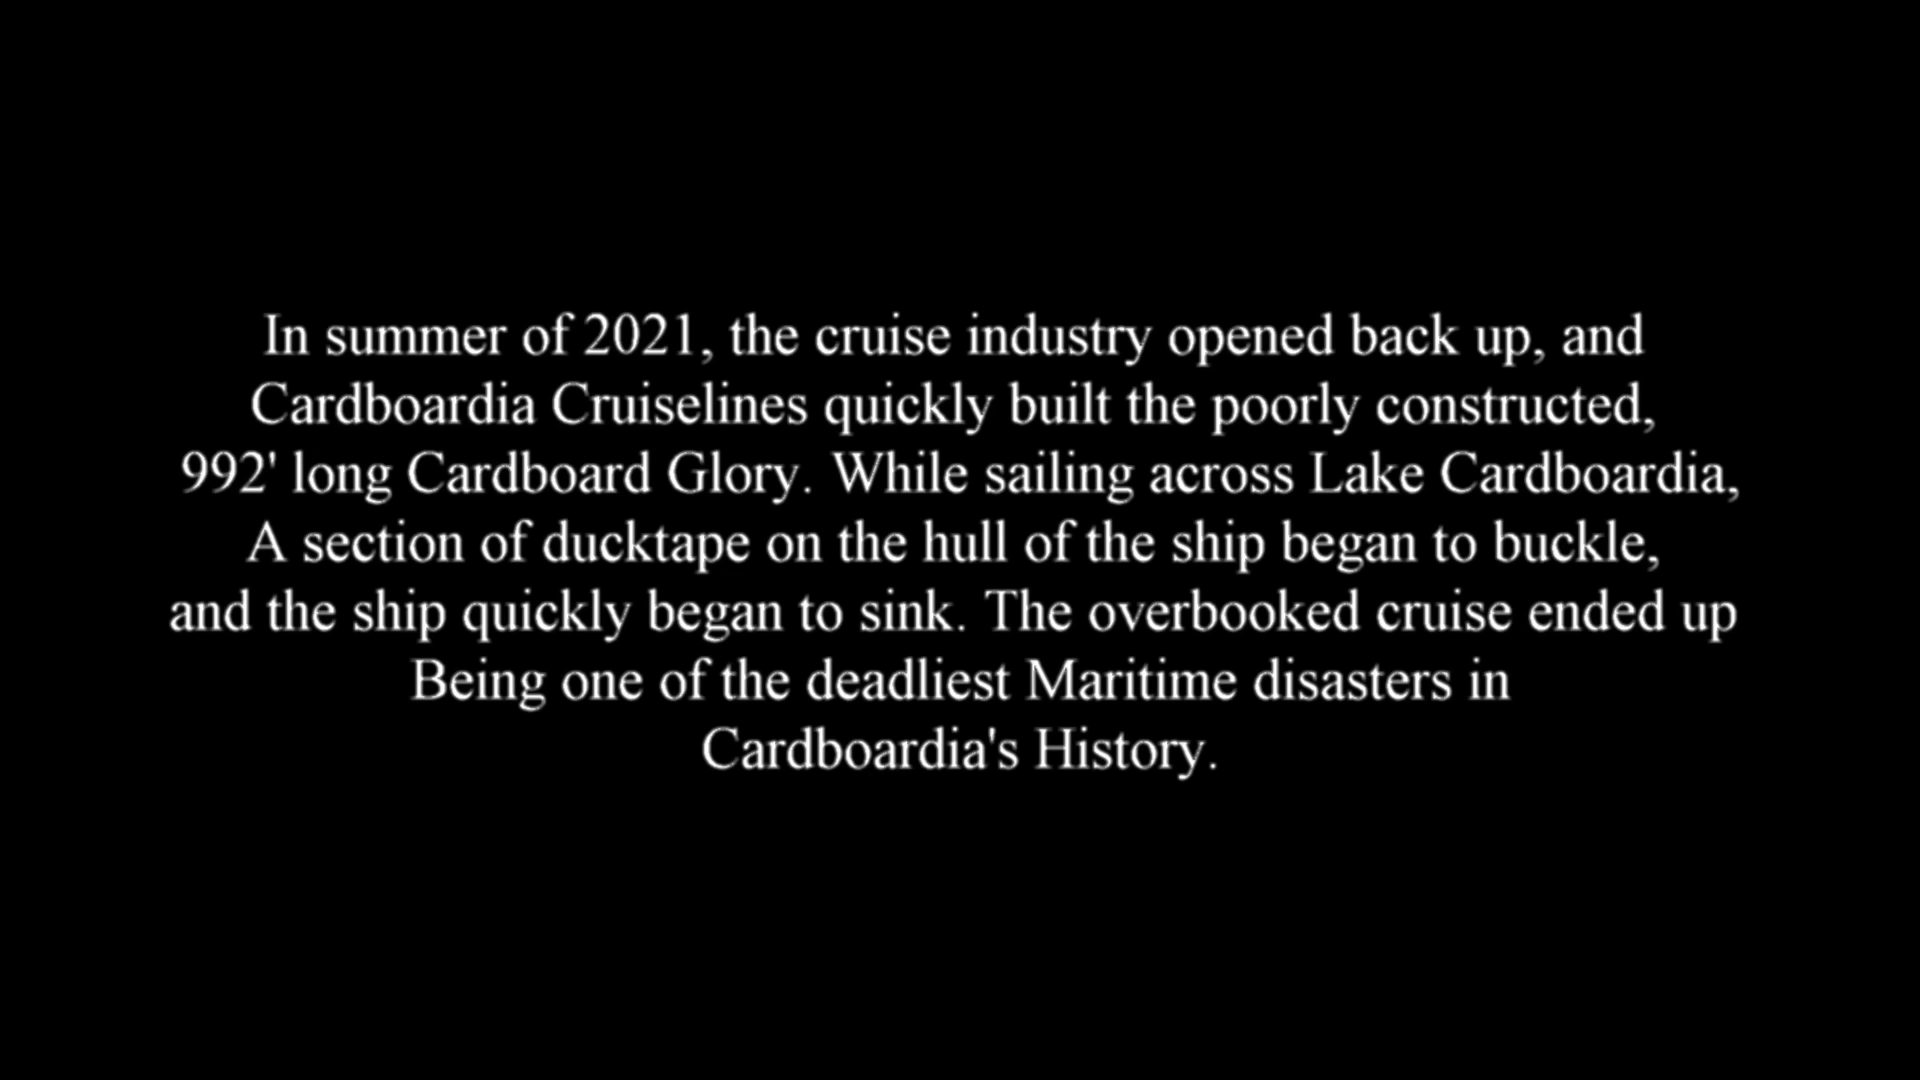 In summer of 2021, the cruise industry opened back up, and
Cardboardia Cruiselines quickly built the poorly constructed,
992' long Cardboard Glory. While sailing across Lake Cardboardia,
A section of ducktape on the hull of the ship began to buckle,
and the ship quickly began to sink. The overbooked cruise ended up
Being one of the deadliest Maritime disasters in
Cardboardia's History.